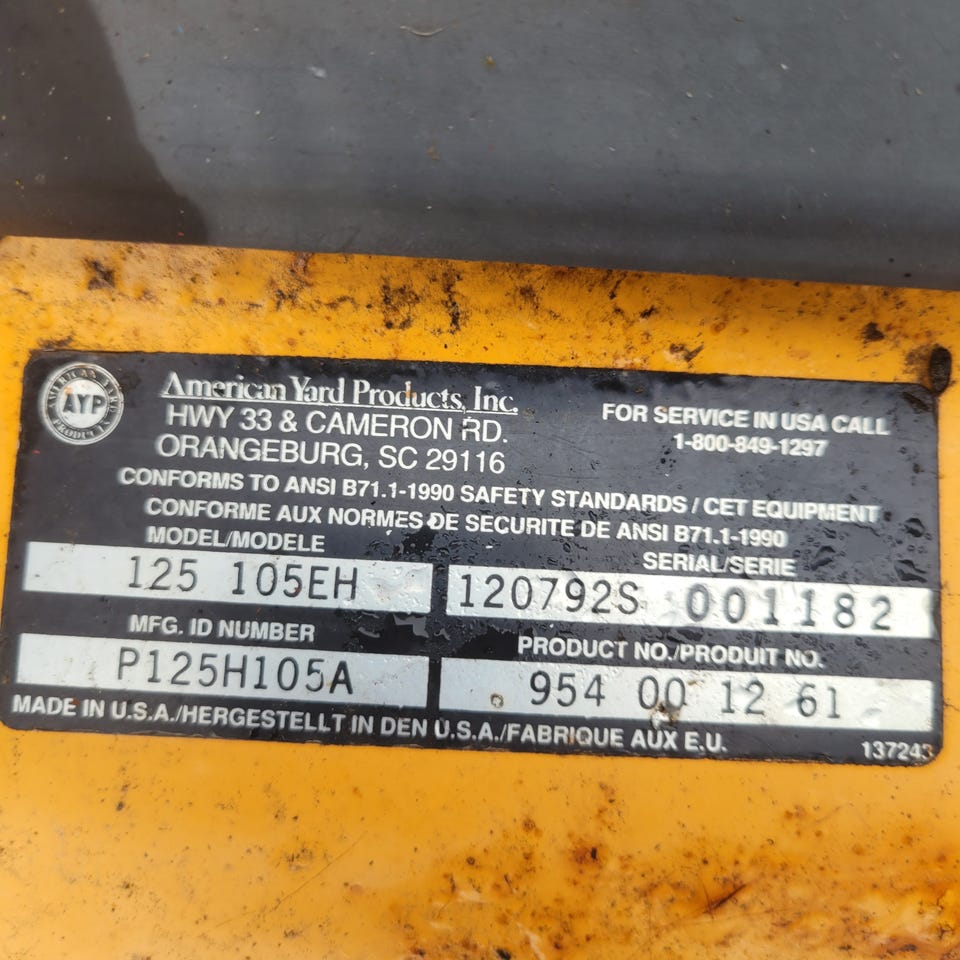 AMERICAN YARD PRODUCTS
AYP
American Yard Products, Inc.
HWY 33 & CAMERON RD.
ORANGEBURG, SC 29116
FOR SERVICE IN USA CALL
1-800-849-1297
CONFORMS TO ANSI B71.1-1990 SAFETY STANDARDS / CET EQUIPMENT
CONFORME AUX NORMES DE SECURITE DE ANSI B71.1-1990
MODEL/MODELE
SERIAL/SERIE
125 105EH
120792S 001182
MFG. ID NUMBER
PRODUCT NO./PRODUIT NO.
P125H105A
954 00 12 61
MADE IN U.S.A./HERGESTELLT IN DEN U.S.A./FABRIQUE AUX E.U.
137243